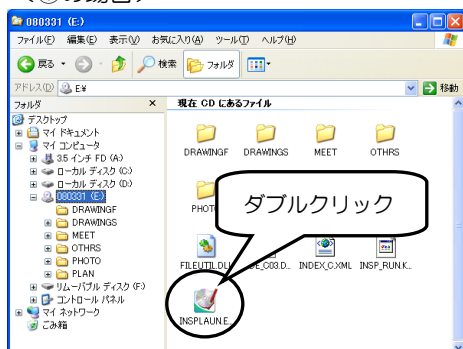 080331 (E:)
ファイル(F) 編集(E) 表示(V) お気に入り(A) ツール(T) ヘルプ(H)
戻る 検索 フォルダ
アドレス(D) E:¥ 移動
フォルダ
デスクトップ
マイ ドキュメント
マイ コンピュータ
3.5 インチ FD (A:)
ローカル ディスク (C:)
ローカル ディスク (D:)
080331 (E:)
DRAWINGF
DRAWINGS
MEET
OTHRS
PHOTO
PLAN
リムーバブル ディスク (F:)
コントロール パネル
マイ ネットワーク
ごみ箱
現在 CD にあるファイル
DRAWINGF DRAWINGS MEET OTHRS
ダブルクリック
INDEX_C.XML INSP_RUN.K...
INSPLAUN.E...